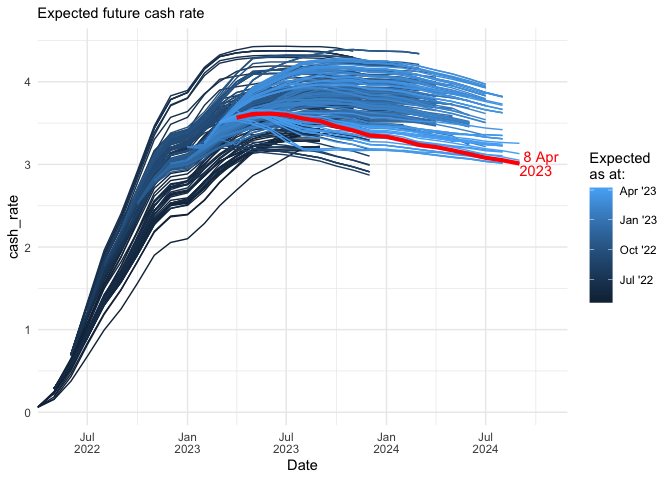 Expected future cash rate
cash_rate
4
3
2
1
0
Jul
2022
Jan
2023
Jul
2023
Jan
2024
Jul
2024
Date
8 Apr
2023
Expected
as at:
Apr '23
Jan '23
Oct '22
Jul '22